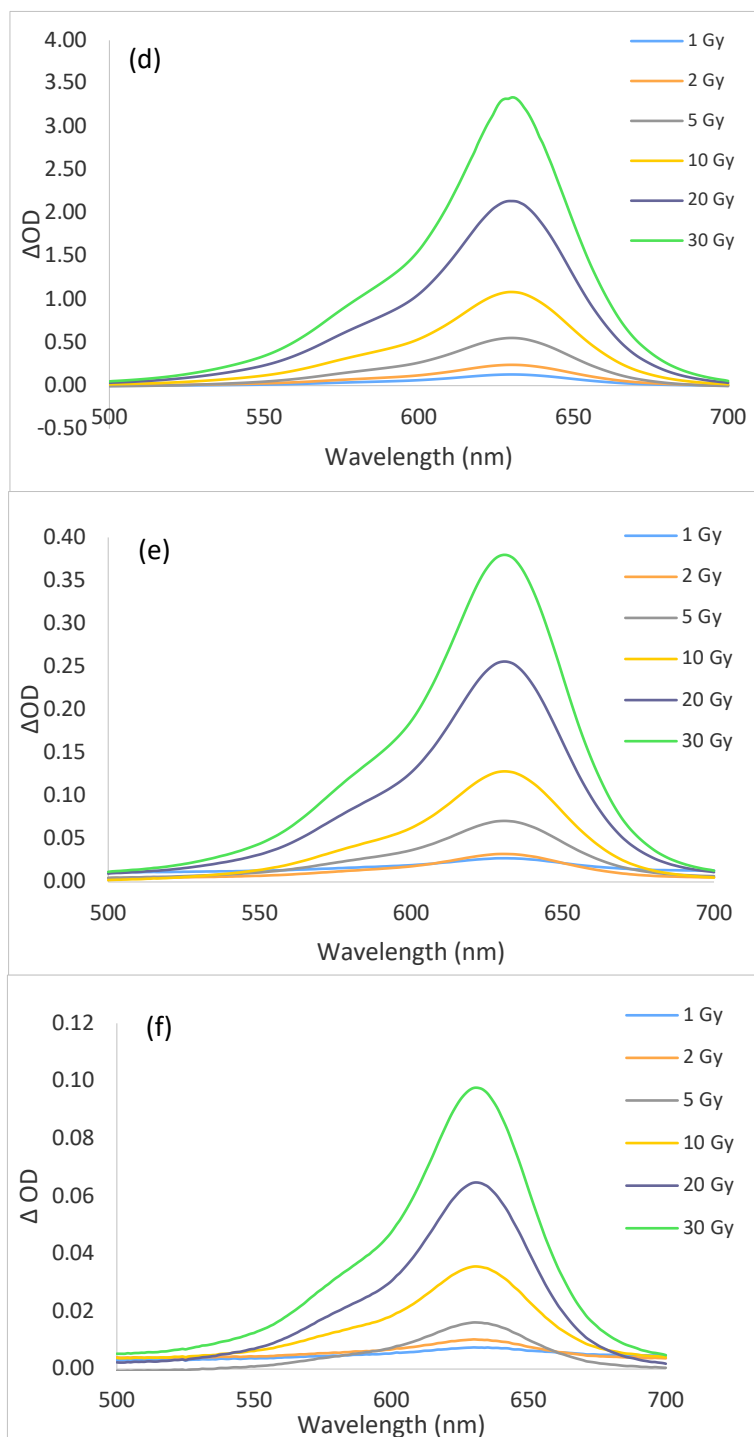 (d)
4.00
3.50
3.00
2.50
2.00
1.50
1.00
0.50
0.00
-0.50
ΔOD
500 550 600 650 700
Wavelength (nm)
1 Gy
2 Gy
5 Gy
10 Gy
20 Gy
30 Gy
(e)
0.40
0.35
0.30
0.25
0.20
0.15
0.10
0.05
0.00
ΔOD
500 550 600 650 700
Wavelength (nm)
1 Gy
2 Gy
5 Gy
10 Gy
20 Gy
30 Gy
(f)
0.12
0.10
0.08
0.06
0.04
0.02
0.00
Δ OD
500 550 600 650 700
Wavelength (nm)
1 Gy
2 Gy
5 Gy
10 Gy
20 Gy
30 Gy